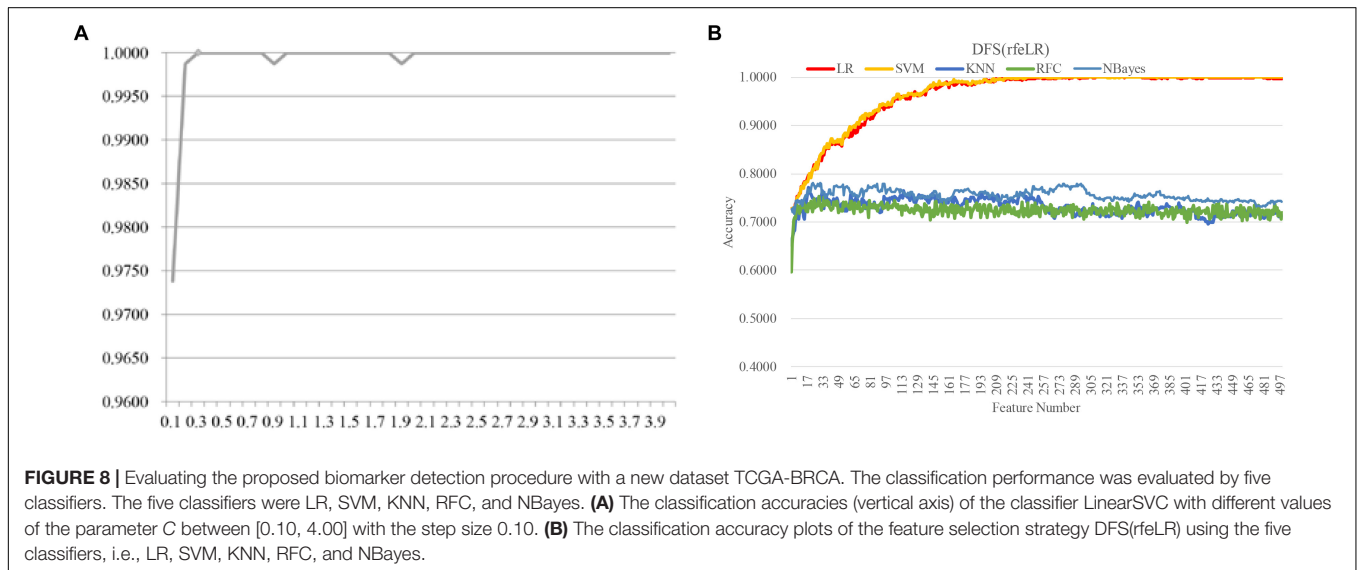 A
1.0000
0.9950
0.9900
0.9850
0.9800
0.9750
0.9700
0.9650
0.9600
0.1 0.3 0.5 0.7 0.9 1.1 1.3 1.5 1.7 1.9 2.1 2.3 2.5 2.7 2.9 3.1 3.3 3.5 3.7 3.9
B
DFS(rfeLR)
LR SVM KNN RFC NBayes
1.0000
0.9000
0.8000
0.7000
0.6000
0.5000
0.4000
Accuracy
1 17 33 49 65 81 97 113 129 145 161 177 193 209 225 241 257 273 289 305 321 337 353 369 385 401 417 433 449 465 481 497
Feature Number
FIGURE 8 | Evaluating the proposed biomarker detection procedure with a new dataset TCGA-BRCA. The classification performance was evaluated by five
classifiers. The five classifiers were LR, SVM, KNN, RFC, and NBayes. (A) The classification accuracies (vertical axis) of the classifier LinearSVC with different values
of the parameter C between [0.10, 4.00] with the step size 0.10. (B) The classification accuracy plots of the feature selection strategy DFS(rfeLR) using the five
classifiers, i.e., LR, SVM, KNN, RFC, and NBayes.